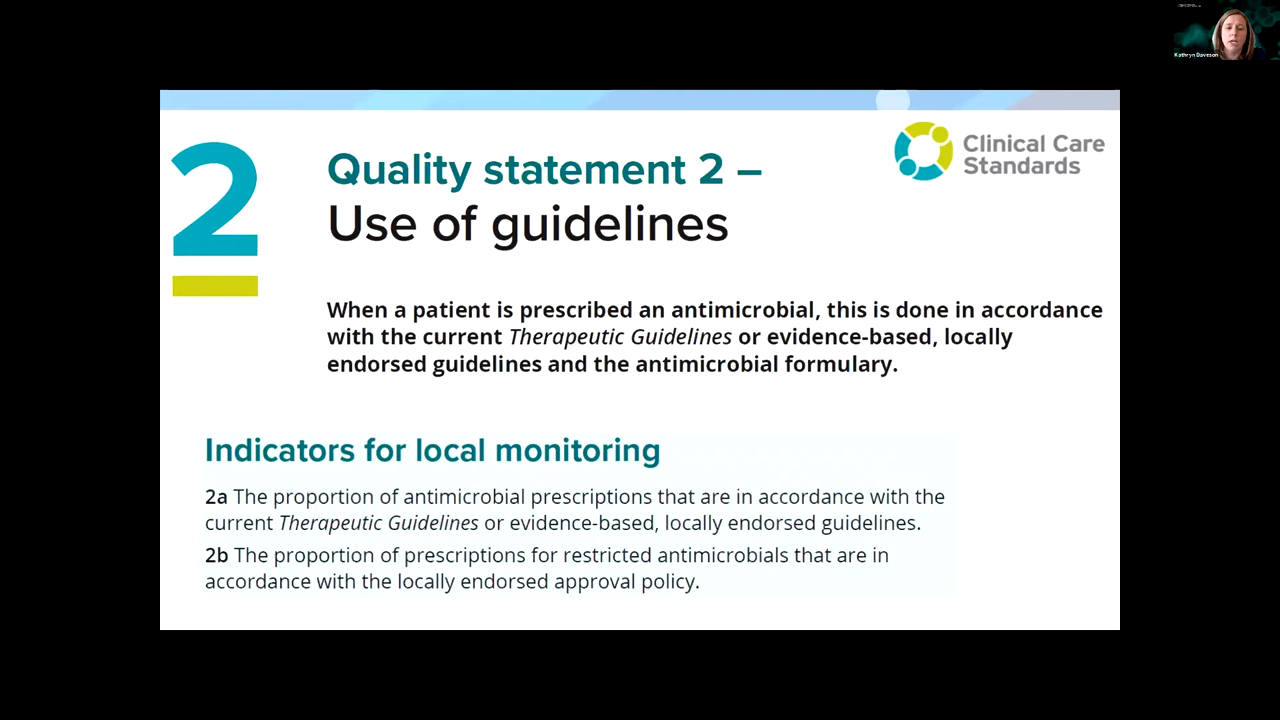 Kathryn Daveson
Clinical Care
Standards
2
Quality statement 2 –
Use of guidelines
When a patient is prescribed an antimicrobial, this is done in accordance
with the current Therapeutic Guidelines or evidence-based, locally
endorsed guidelines and the antimicrobial formulary.
Indicators for local monitoring
2a The proportion of antimicrobial prescriptions that are in accordance with the
current Therapeutic Guidelines or evidence-based, locally endorsed guidelines.
2b The proportion of prescriptions for restricted antimicrobials that are in
accordance with the locally endorsed approval policy.